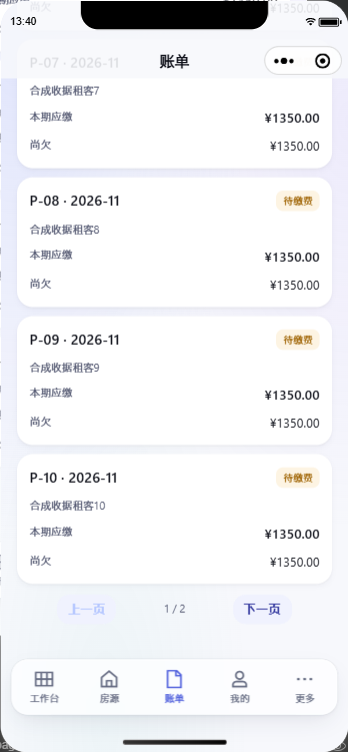 13:40
P-07 · 2026-11
账单
合成收据租客7
本期应缴 ¥1350.00
尚欠 ¥1350.00
P-08 · 2026-11 待缴费
合成收据租客8
本期应缴 ¥1350.00
尚欠 ¥1350.00
P-09 · 2026-11 待缴费
合成收据租客9
本期应缴 ¥1350.00
尚欠 ¥1350.00
P-10 · 2026-11 待缴费
合成收据租客10
本期应缴 ¥1350.00
尚欠 ¥1350.00
上一页 1 / 2 下一页
工作台 房源 账单 我的 更多